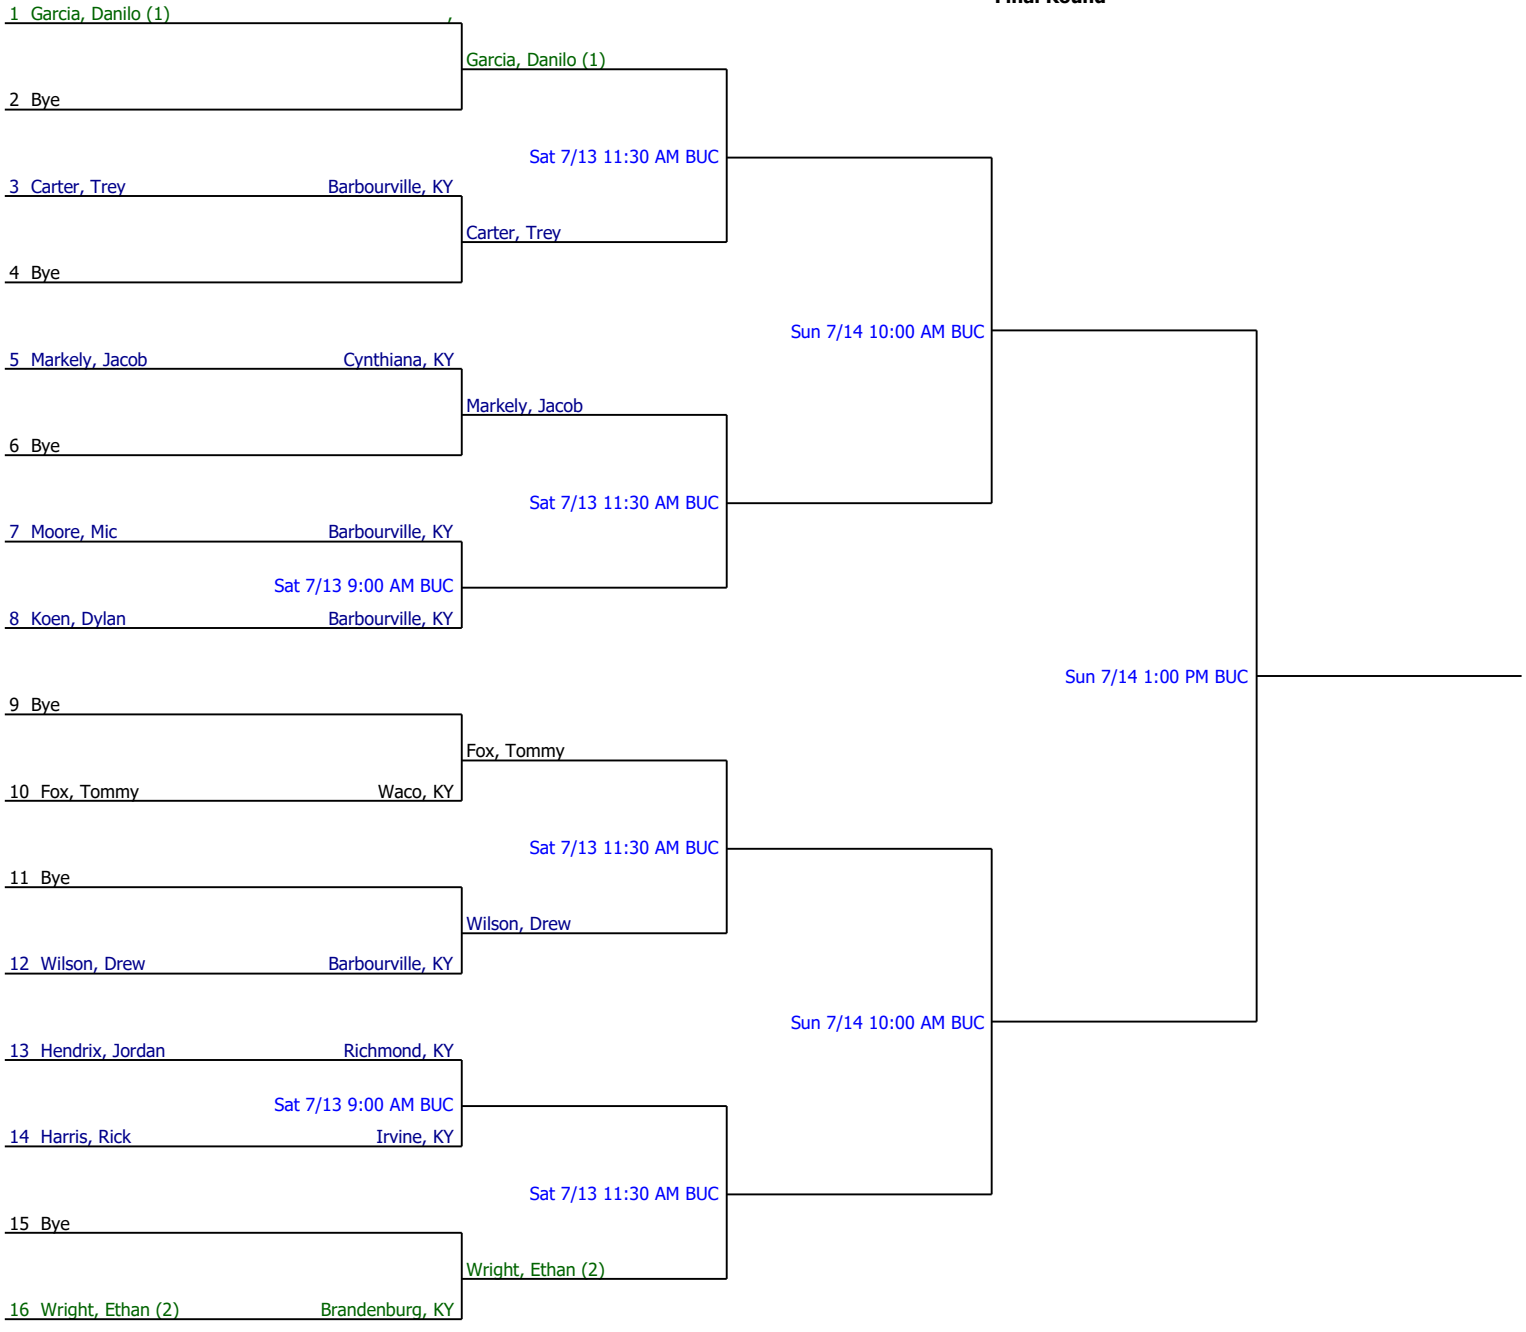 Final Round
1 Garcia, Danilo (1) ,
Garcia, Danilo (1)
2 Bye
Sat 7/13 11:30 AM BUC
3 Carter, Trey Barbourville, KY
Carter, Trey
4 Bye
Sun 7/14 10:00 AM BUC
5 Markely, Jacob Cynthiana, KY
Markely, Jacob
6 Bye
Sat 7/13 11:30 AM BUC
7 Moore, Mic Barbourville, KY
Sat 7/13 9:00 AM BUC
8 Koen, Dylan Barbourville, KY
Sun 7/14 1:00 PM BUC
9 Bye
Fox, Tommy
10 Fox, Tommy Waco, KY
Sat 7/13 11:30 AM BUC
11 Bye
Wilson, Drew
12 Wilson, Drew Barbourville, KY
Sun 7/14 10:00 AM BUC
13 Hendrix, Jordan Richmond, KY
Sat 7/13 9:00 AM BUC
14 Harris, Rick Irvine, KY
Sat 7/13 11:30 AM BUC
15 Bye
Wright, Ethan (2)
16 Wright, Ethan (2) Brandenburg, KY